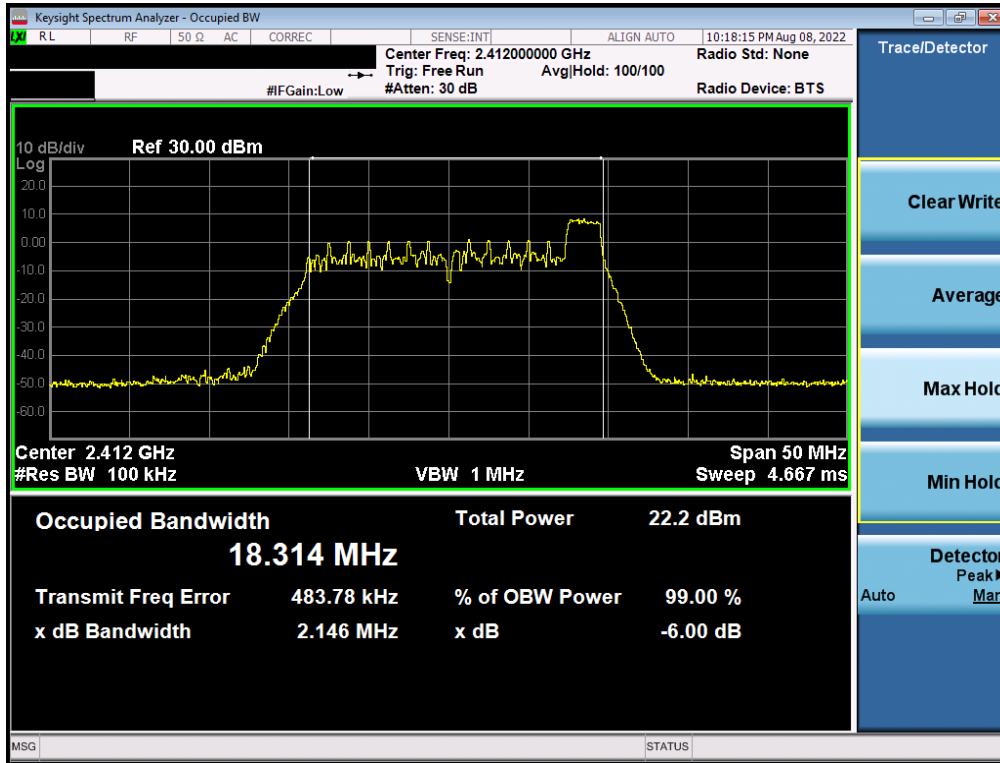 Keysight Spectrum Analyzer - Occupied BW
LXI RL RF 50 Ω AC CORREC SENSE:INT ALIGN AUTO 10:18:15 PM Aug 08, 2022
Center Freq: 2.412000000 GHz Radio Std: None
Trig: Free Run Avg|Hold: 100/100
#IFGain:Low #Atten: 30 dB Radio Device: BTS
Trace/Detector
10 dB/div Ref 30.00 dBm
Log
20.0
10.0
0.00
-10.0
-20.0
-30.0
-40.0
-50.0
-60.0
Center 2.412 GHz Span 50 MHz
#Res BW 100 kHz VBW 1 MHz Sweep 4.667 ms
Occupied Bandwidth Total Power 22.2 dBm
18.314 MHz
Transmit Freq Error 483.78 kHz % of OBW Power 99.00 %
x dB Bandwidth 2.146 MHz x dB -6.00 dB
Clear Write
Average
Max Hold
Min Hold
Detector
Peak
Auto Man
MSG STATUS